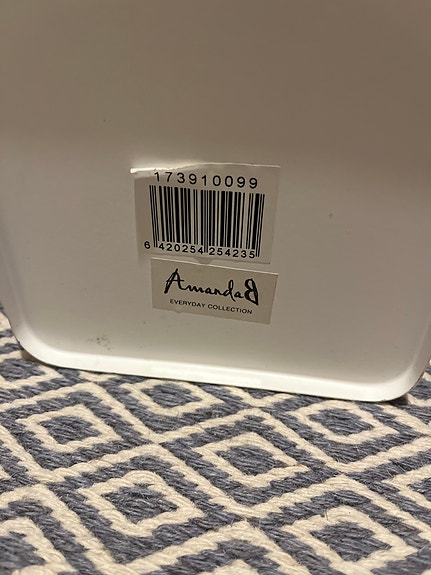 173910099
6 420254 254235
AmandaB
EVERYDAY COLLECTION